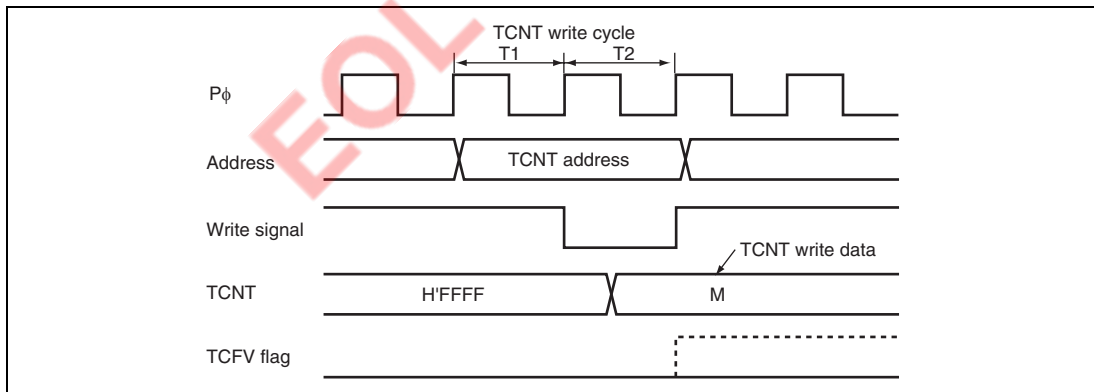 TCNT write cycle
T1 T2
Pϕ
Address TCNT address
Write signal
TCNT write data
TCNT H'FFFF M
TCFV flag
EOL